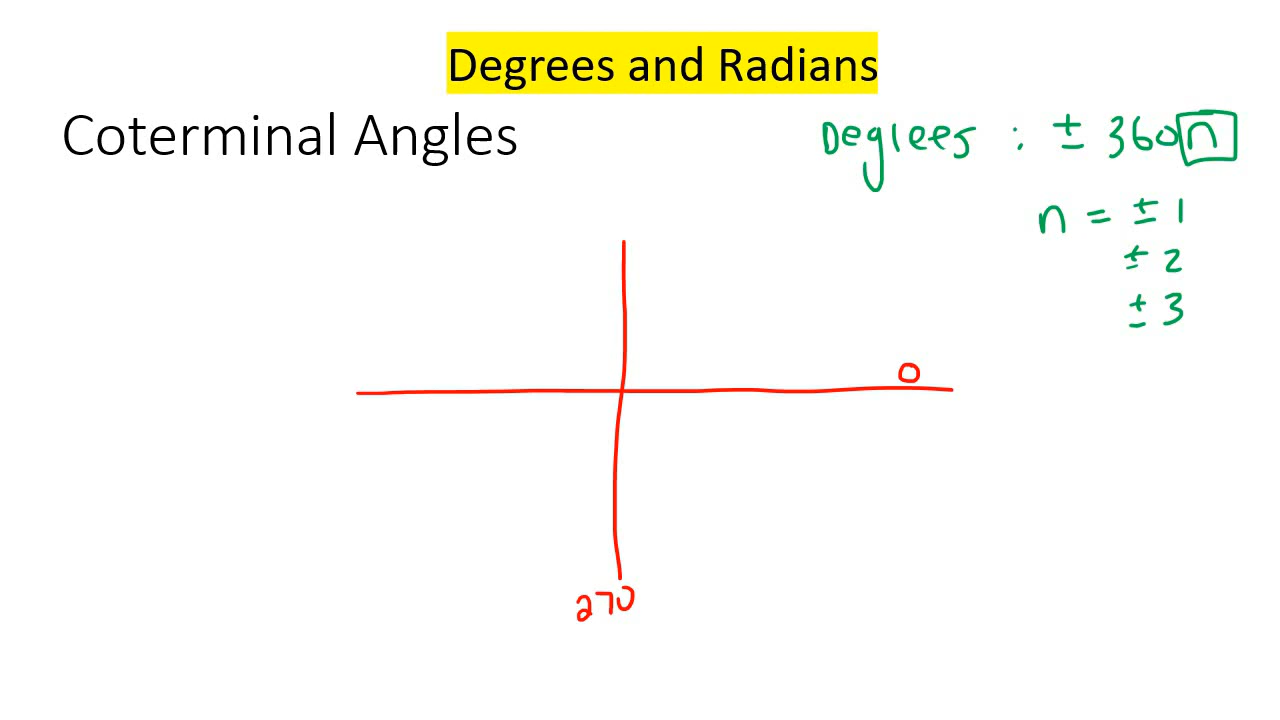 Degrees and Radians
Coterminal Angles
Degrees : ± 360n
n = ± 1
± 2
± 3
0
270